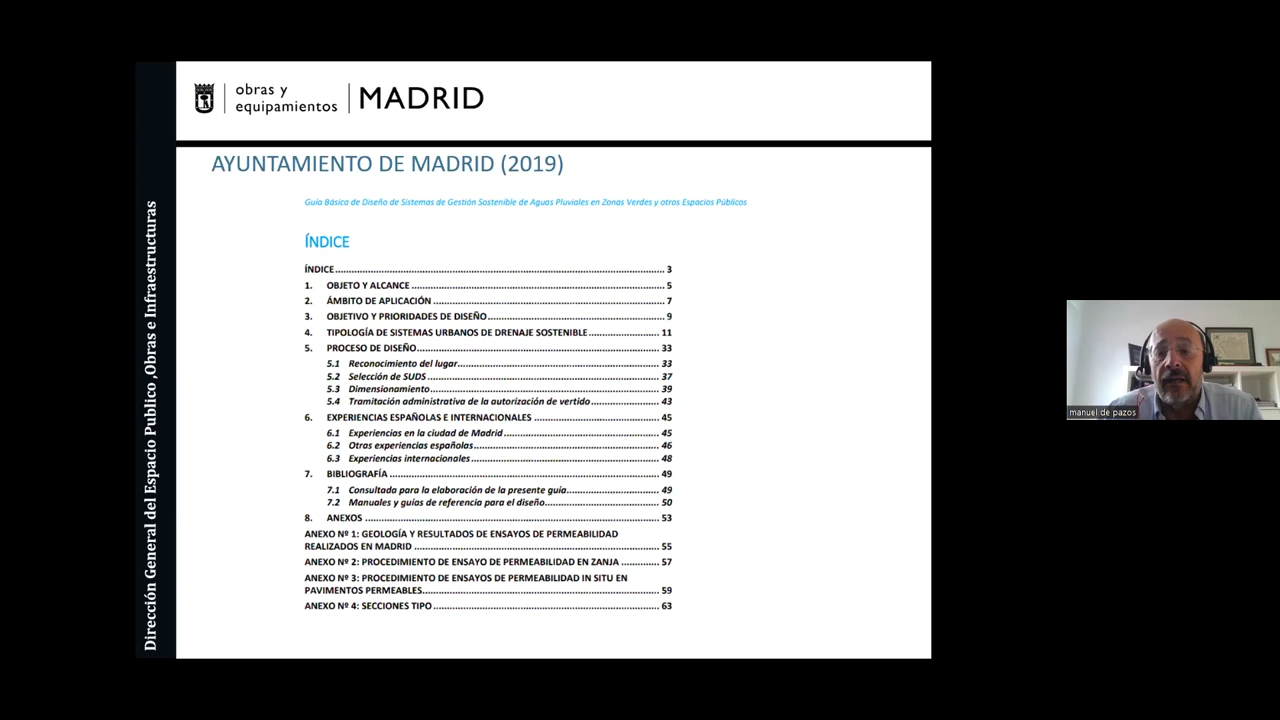 obras y
equipamientos
MADRID
AYUNTAMIENTO DE MADRID (2019)
Guía Básica de Diseño de Sistemas de Gestión Sostenible de Aguas Pluviales en Zonas Verdes y otros Espacios Públicos
ÍNDICE
ÍNDICE 3
1. OBJETO Y ALCANCE 5
2. ÁMBITO DE APLICACIÓN 7
3. OBJETIVO Y PRIORIDADES DE DISEÑO 9
4. TIPOLOGÍA DE SISTEMAS URBANOS DE DRENAJE SOSTENIBLE 11
5. PROCESO DE DISEÑO 33
5.1 Reconocimiento del lugar 33
5.2 Selección de SUDS 37
5.3 Dimensionamiento 39
5.4 Tramitación administrativa de la autorización de vertido 43
6. EXPERIENCIAS ESPAÑOLAS E INTERNACIONALES 45
6.1 Experiencias en la ciudad de Madrid 45
6.2 Otras experiencias españolas 46
6.3 Experiencias internacionales 48
7. BIBLIOGRAFÍA 49
7.1 Consultada para la elaboración de la presente guía 49
7.2 Manuales y guías de referencia para el diseño 50
8. ANEXOS 53
ANEXO Nº 1: GEOLOGÍA Y RESULTADOS DE ENSAYOS DE PERMEABILIDAD
REALIZADOS EN MADRID 55
ANEXO Nº 2: PROCEDIMIENTO DE ENSAYO DE PERMEABILIDAD EN ZANJA 57
ANEXO Nº 3: PROCEDIMIENTO DE ENSAYOS DE PERMEABILIDAD IN SITU EN
PAVIMENTOS PERMEABLES 59
ANEXO Nº 4: SECCIONES TIPO 63
Dirección General del Espacio Publico ,Obras e Infraestructuras
manuel de pazos